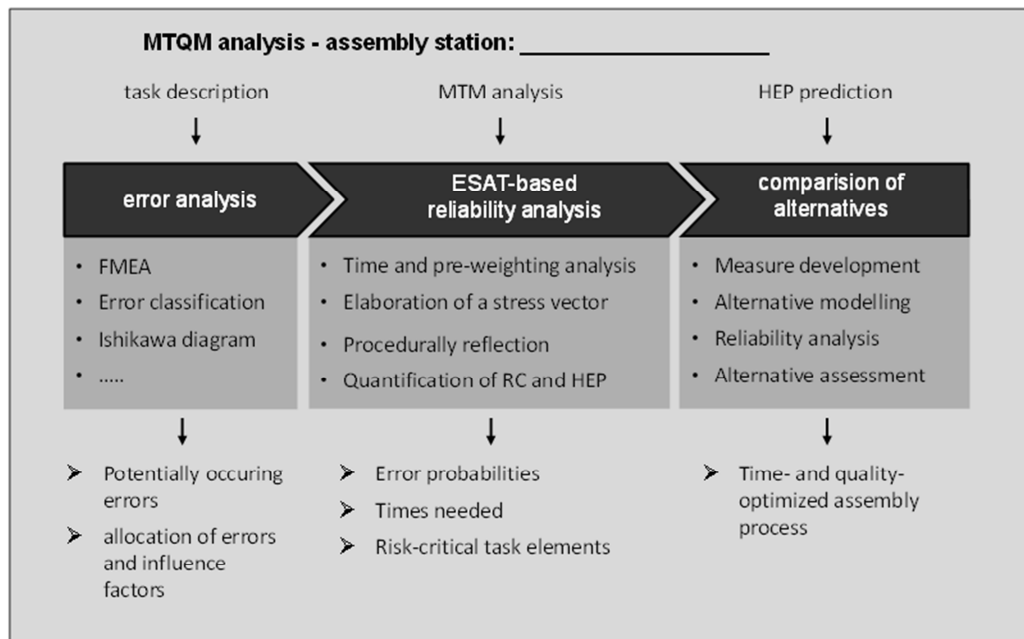 MTQM analysis - assembly station: ____________________
task description
MTM analysis
HEP prediction
error analysis
ESAT-based
reliability analysis
comparision of
alternatives
• FMEA
• Error classification
• Ishikawa diagram
• .....
• Time and pre-weighting analysis
• Elaboration of a stress vector
• Procedurally reflection
• Quantification of RC and HEP
• Measure development
• Alternative modelling
• Reliability analysis
• Alternative assessment
➢ Potentially occuring
errors
➢ allocation of errors
and influence
factors
➢ Error probabilities
➢ Times needed
➢ Risk-critical task elements
➢ Time- and quality-
optimized assembly
process